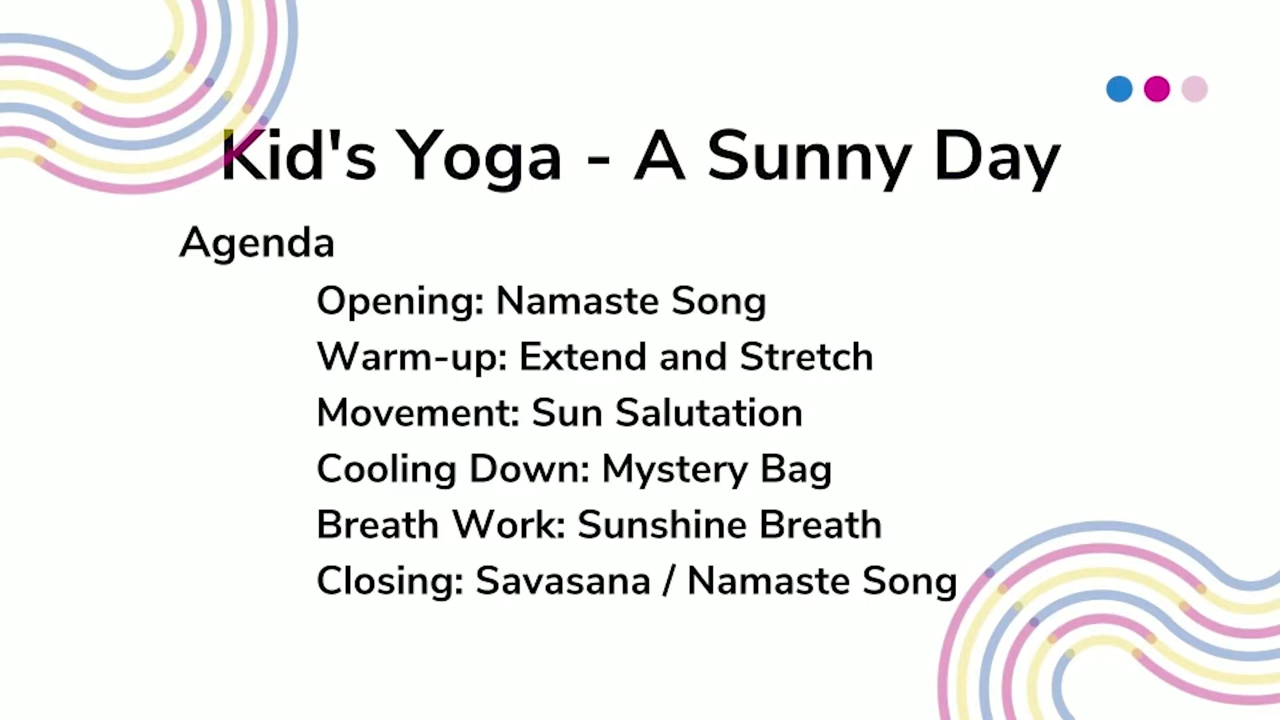 Kid's Yoga - A Sunny Day
Agenda
Opening: Namaste Song
Warm-up: Extend and Stretch
Movement: Sun Salutation
Cooling Down: Mystery Bag
Breath Work: Sunshine Breath
Closing: Savasana / Namaste Song